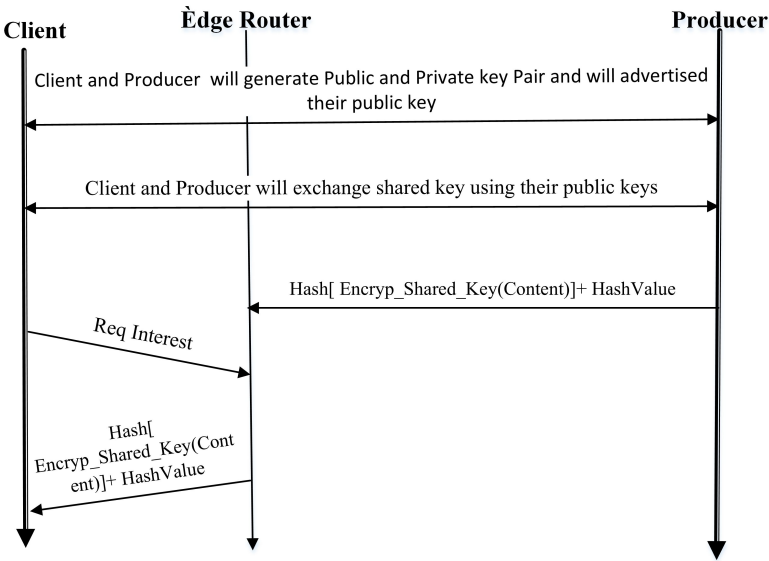 Client
Èdge Router
Producer
Client and Producer will generate Public and Private key Pair and will advertised
their public key
Client and Producer will exchange shared key using their public keys
Hash[ Encryp_Shared_Key(Content)]+ HashValue
Req Interest
Hash[
Encryp_Shared_Key(Cont
ent)]+ HashValue